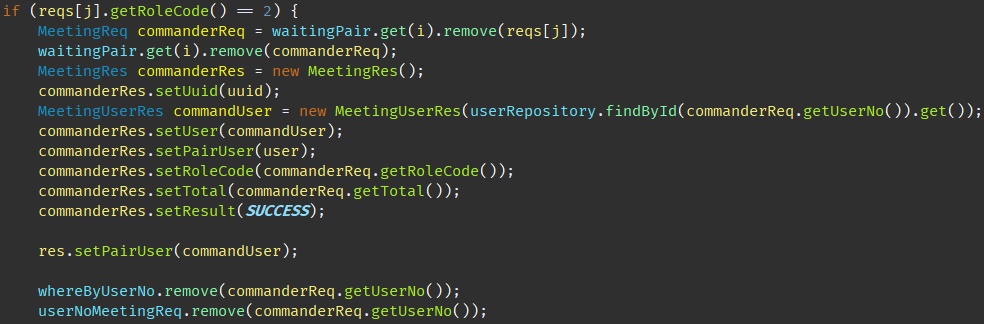 if (reqs[j].getRoleCode() == 2) {
MeetingReq commanderReq = waitingPair.get(i).remove(reqs[j]);
waitingPair.get(i).remove(commanderReq);
MeetingRes commanderRes = new MeetingRes();
commanderRes.setUuid(uuid);
MeetingUserRes commandUser = new MeetingUserRes(userRepository.findById(commanderReq.getUserNo()).get());
commanderRes.setUser(commandUser);
commanderRes.setPairUser(user);
commanderRes.setRoleCode(commanderReq.getRoleCode());
commanderRes.setTotal(commanderReq.getTotal());
commanderRes.setResult(SUCCESS);
res.setPairUser(commandUser);
whereByUserNo.remove(commanderReq.getUserNo());
userNoMeetingReq.remove(commanderReq.getUserNo());